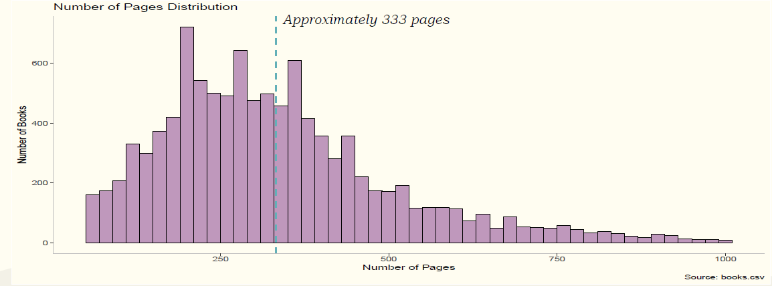 Number of Pages Distribution
Approximately 333 pages
600
400
200
0
Number of Books
250
500
750
1000
Number of Pages
Source: books.csv